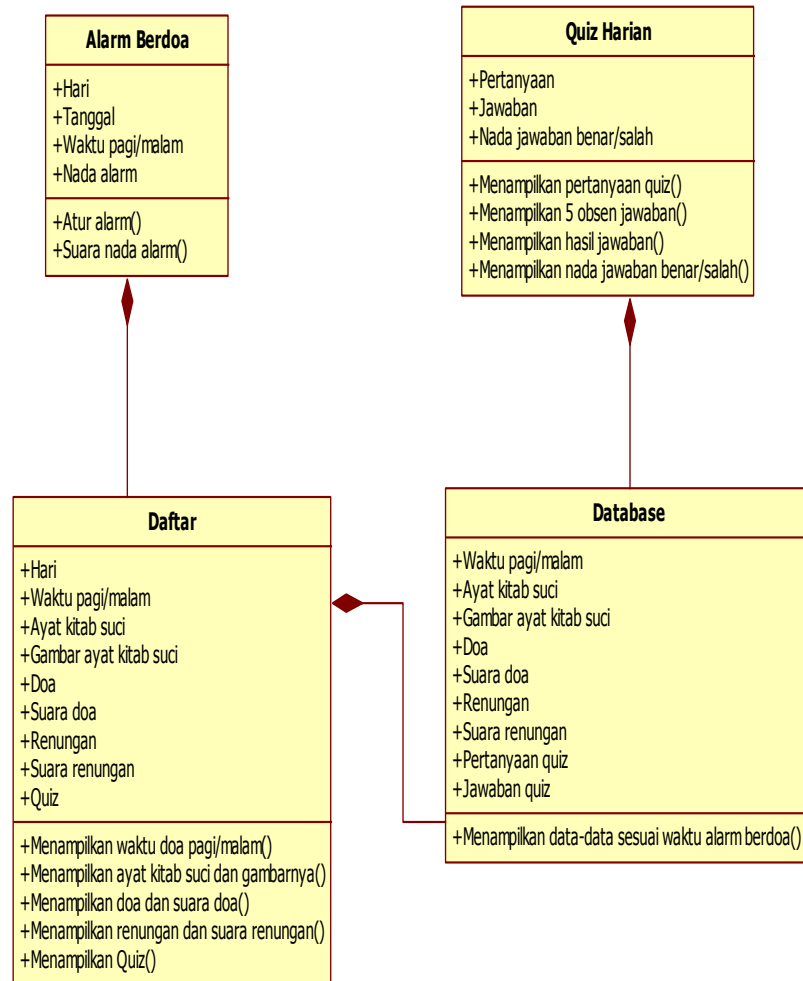 Alarm Berdoa
+Hari
+Tanggal
+Waktu pagi/malam
+Nada alarm
+Atur alarm()
+Suara nada alarm()
Quiz Harian
+Pertanyaan
+Jawaban
+Nada jawaban benar/salah
+Menampilkan pertanyaan quiz()
+Menampilkan 5 obsen jawaban()
+Menampilkan hasil jawaban()
+Menampilkan nada jawaban benar/salah()
Daftar
+Hari
+Waktu pagi/malam
+Ayat kitab suci
+Gambar ayat kitab suci
+Doa
+Suara doa
+Renungan
+Suara renungan
+Quiz
+Menampilkan waktu doa pagi/malam()
+Menampilkan ayat kitab suci dan gambarnya()
+Menampilkan doa dan suara doa()
+Menampilkan renungan dan suara renungan()
+Menampilkan Quiz()
Database
+Waktu pagi/malam
+Ayat kitab suci
+Gambar ayat kitab suci
+Doa
+Suara doa
+Renungan
+Suara renungan
+Pertanyaan quiz
+Jawaban quiz
+Menampilkan data-data sesuai waktu alarm berdoa()